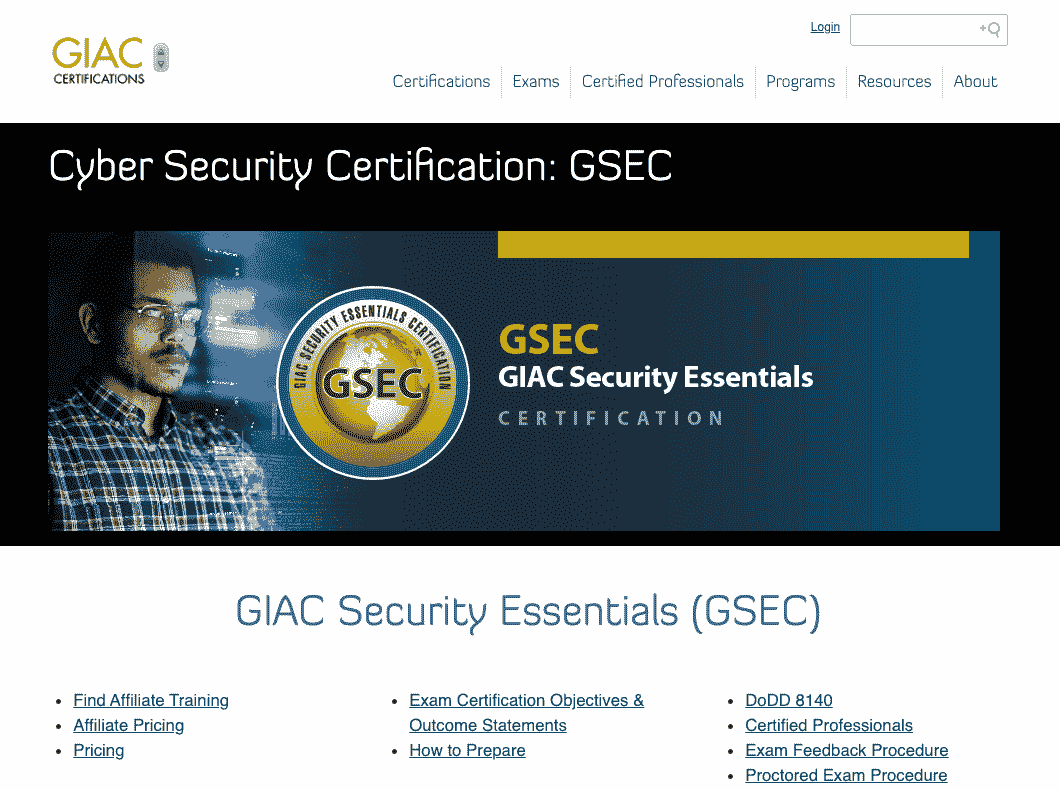 Login
GIAC
CERTIFICATIONS
Certifications
Exams
Certified Professionals
Programs
Resources
About
Cyber Security Certification: GSEC
GIAC SECURITY ESSENTIALS CERTIFICATION
GSEC
GSEC
GIAC Security Essentials
CERTIFICATION
GIAC Security Essentials (GSEC)
Find Affiliate Training
Affiliate Pricing
Pricing
Exam Certification Objectives &
Outcome Statements
How to Prepare
DoDD 8140
Certified Professionals
Exam Feedback Procedure
Proctored Exam Procedure